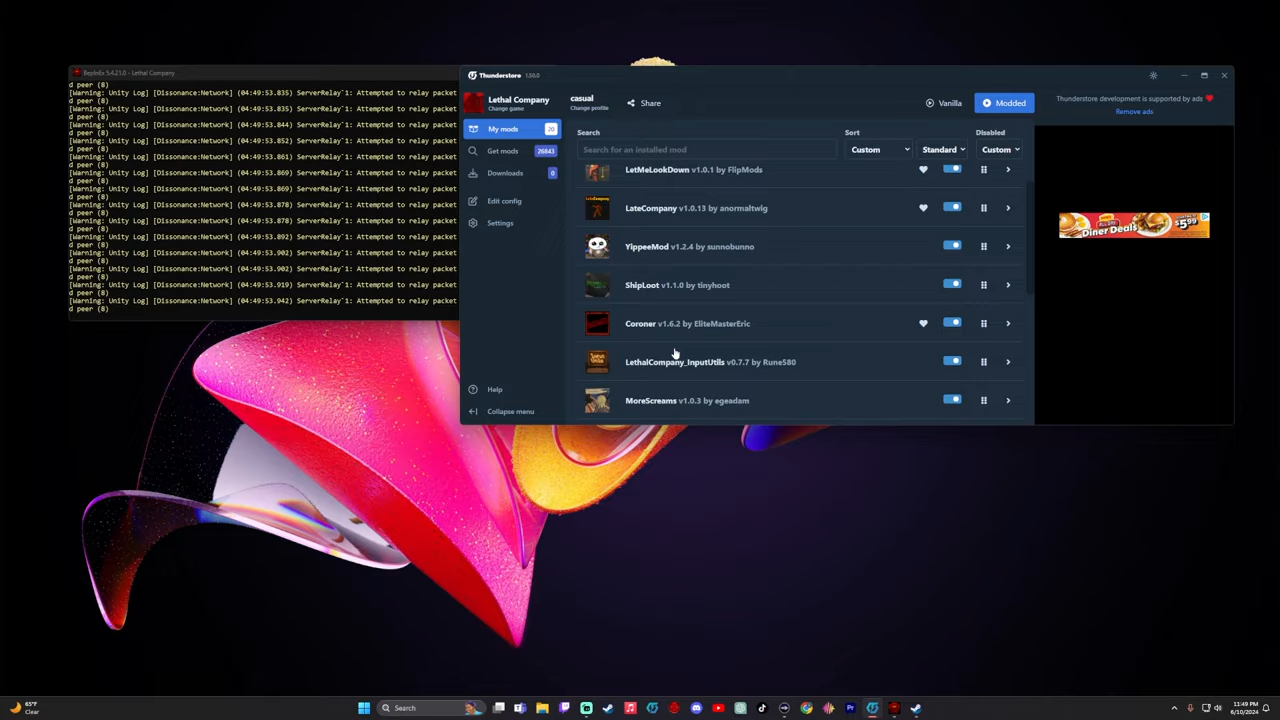 BepInEx 5.4.21.0 - Lethal Company
d peer (8)
[Warning: Unity Log] [Dissonance:Network] (04:49:53.835) ServerRelay`1: Attempted to relay packet
d peer (8)
[Warning: Unity Log] [Dissonance:Network] (04:49:53.835) ServerRelay`1: Attempted to relay packet
d peer (8)
[Warning: Unity Log] [Dissonance:Network] (04:49:53.844) ServerRelay`1: Attempted to relay packet
d peer (8)
[Warning: Unity Log] [Dissonance:Network] (04:49:53.852) ServerRelay`1: Attempted to relay packet
d peer (8)
[Warning: Unity Log] [Dissonance:Network] (04:49:53.861) ServerRelay`1: Attempted to relay packet
d peer (8)
[Warning: Unity Log] [Dissonance:Network] (04:49:53.869) ServerRelay`1: Attempted to relay packet
d peer (8)
[Warning: Unity Log] [Dissonance:Network] (04:49:53.869) ServerRelay`1: Attempted to relay packet
d peer (8)
[Warning: Unity Log] [Dissonance:Network] (04:49:53.878) ServerRelay`1: Attempted to relay packet
d peer (8)
[Warning: Unity Log] [Dissonance:Network] (04:49:53.878) ServerRelay`1: Attempted to relay packet
d peer (8)
[Warning: Unity Log] [Dissonance:Network] (04:49:53.892) ServerRelay`1: Attempted to relay packet
d peer (8)
[Warning: Unity Log] [Dissonance:Network] (04:49:53.902) ServerRelay`1: Attempted to relay packet
d peer (8)
[Warning: Unity Log] [Dissonance:Network] (04:49:53.902) ServerRelay`1: Attempted to relay packet
d peer (8)
[Warning: Unity Log] [Dissonance:Network] (04:49:53.919) ServerRelay`1: Attempted to relay packet
d peer (8)
[Warning: Unity Log] [Dissonance:Network] (04:49:53.942) ServerRelay`1: Attempted to relay packet
d peer (8)
Thunderstore 1.50.0
Lethal Company
Change game
casual
Change profile
Share
Vanilla
Modded
Thunderstore development is supported by ads
Remove ads
My mods 20
Get mods 26843
Downloads 0
Edit config
Settings
Help
Collapse menu
Search
Sort
Disabled
Search for an installed mod
Custom
Standard
Custom
LetMeLookDown v1.0.1 by FlipMods
LateCompany v1.0.13 by anormaltwig
YippeeMod v1.2.4 by sunnobunno
ShipLoot v1.1.0 by tinyhoot
Coroner v1.6.2 by EliteMasterEric
LethalCompany_InputUtils v0.7.7 by Rune580
MoreScreams v1.0.3 by egeadam
Diner Deals
$5.99
65°F
Clear
Search
11:49 PM
6/10/2024